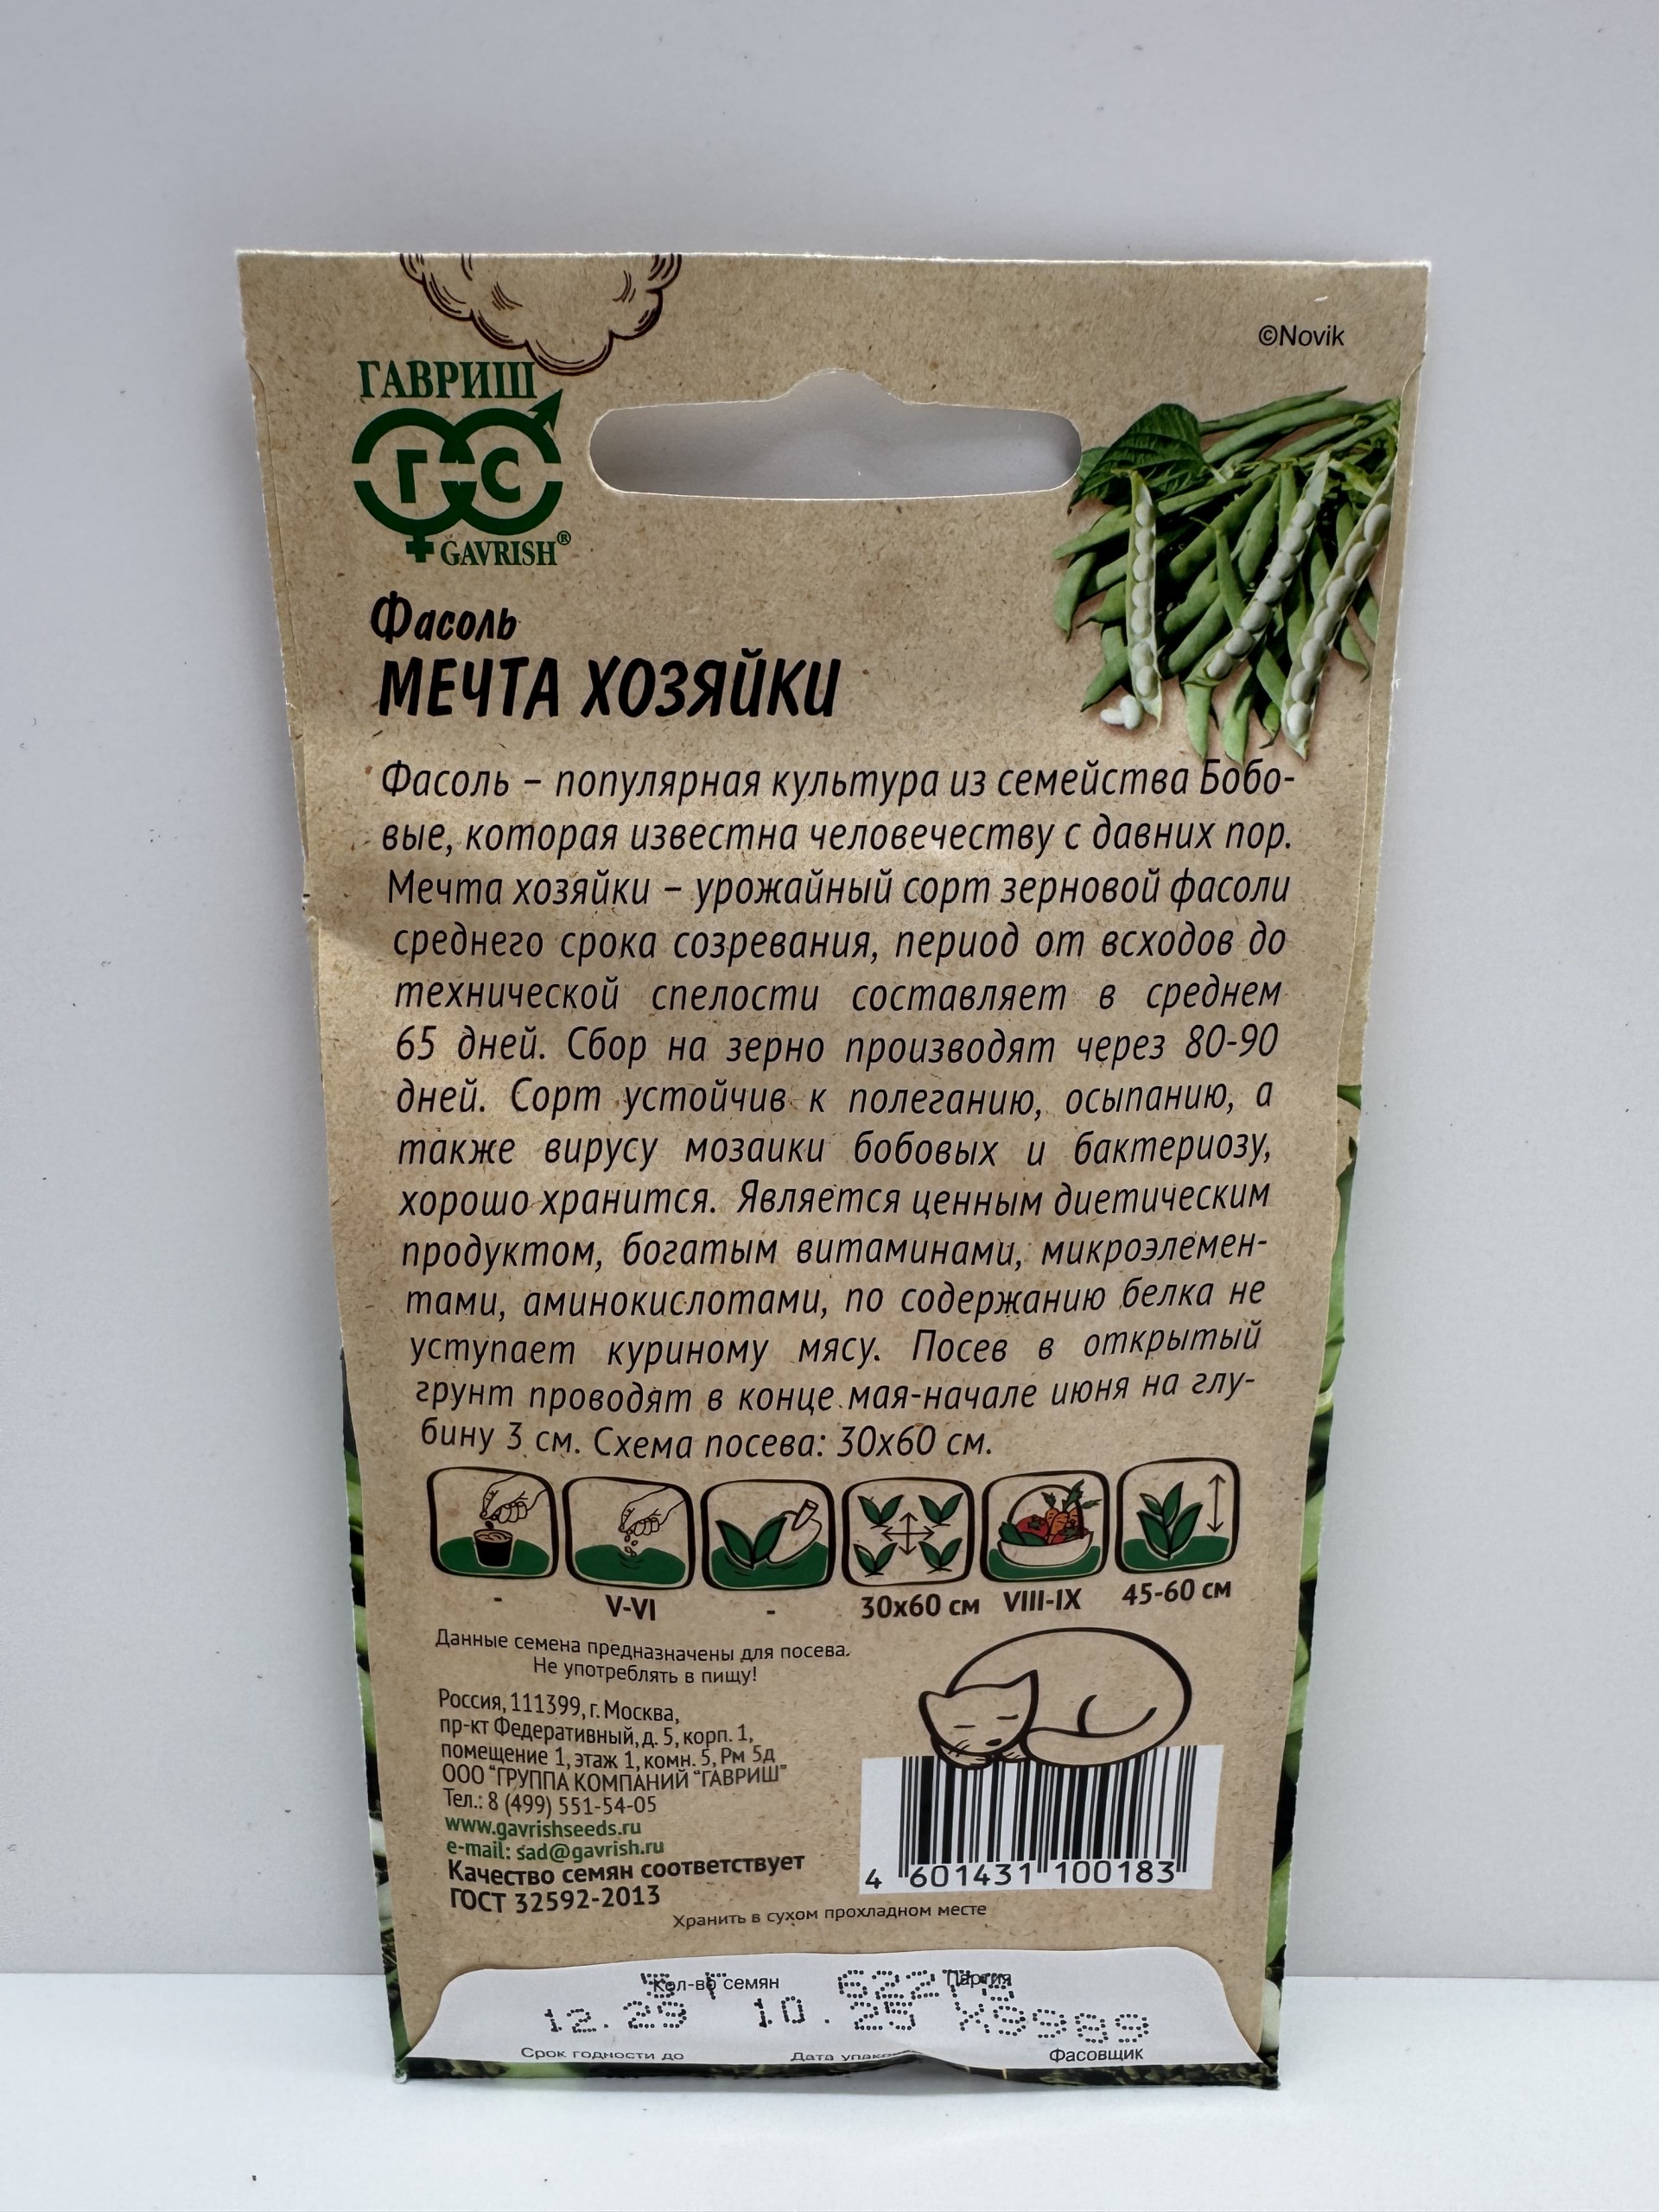 ©Novik
ГАВРИШ
ГС
GAVRISH®
Фасоль
МЕЧТА ХОЗЯЙКИ
Фасоль – популярная культура из семейства Бобо-
вые, которая известна человечеству с давних пор.
Мечта хозяйки – урожайный сорт зерновой фасоли
среднего срока созревания, период от всходов до
технической спелости составляет в среднем
65 дней. Сбор на зерно производят через 80-90
дней. Сорт устойчив к полеганию, осыпанию, а
также вирусу мозаики бобовых и бактериозу,
хорошо хранится. Является ценным диетическим
продуктом, богатым витаминами, микроэлемен-
тами, аминокислотами, по содержанию белка не
уступает куриному мясу. Посев в открытый
грунт проводят в конце мая-начале июня на глу-
бину 3 см. Схема посева: 30х60 см.
- V-VI - 30х60 см VIII-IX 45-60 см
Данные семена предназначены для посева.
Не употреблять в пищу!
Россия, 111399, г. Москва,
пр-кт Федеративный, д. 5, корп. 1,
помещение 1, этаж 1, комн. 5, Рм 5д
ООО "ГРУППА КОМПАНИЙ "ГАВРИШ"
Тел.: 8 (499) 551-54-05
www.gavrishseeds.ru
e-mail: sad@gavrish.ru
Качество семян соответствует
ГОСТ 32592-2013
4 601431 100183
Хранить в сухом прохладном месте
Кол-во семян Партия
12.29 10.25
Срок годности до Дата Фасовщик